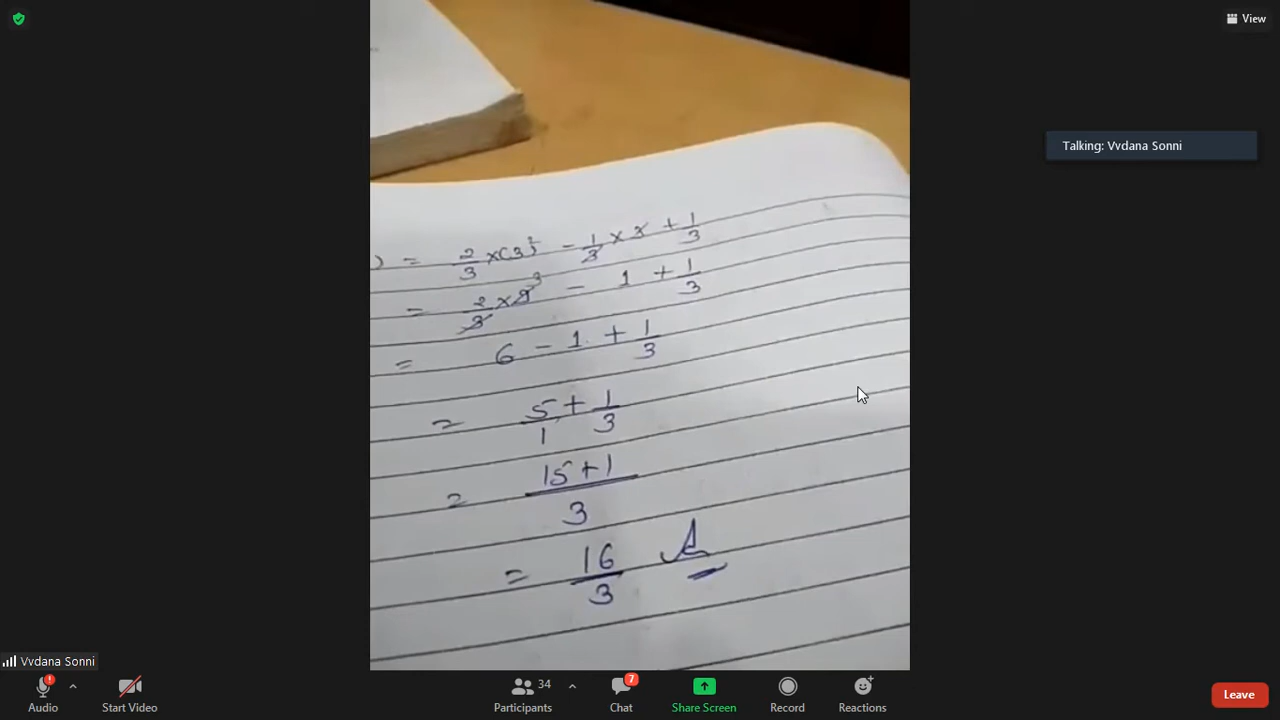 View
Talking: Vvdana Sonni
) = 2/3 ×(3)² - 1/3 × 3 + 1/3
= 2/3 × 9 3 - 1 + 1/3
= 6 - 1 + 1/3
= 5/1 + 1/3
= 15+1/3
= 16/3
Vvdana Sonni
Audio
Start Video
Participants
34
Chat
7
Share Screen
Record
Reactions
Leave